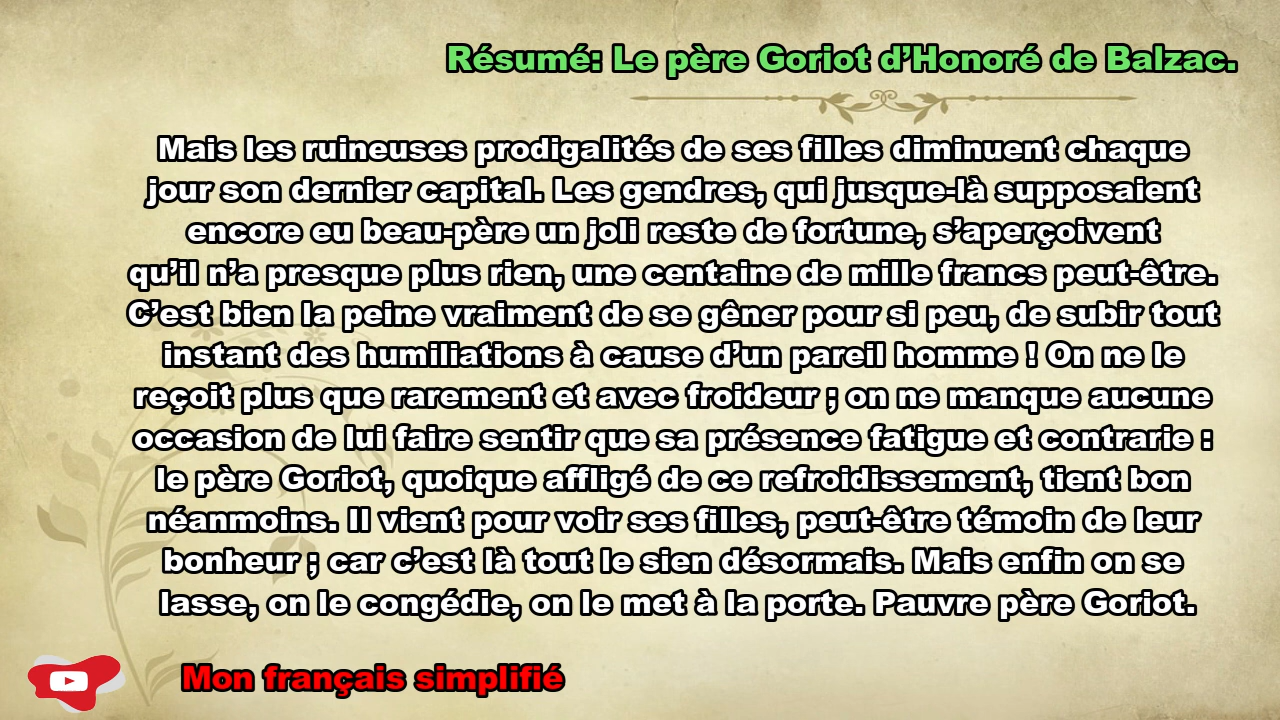 Résumé: Le père Goriot d’Honoré de Balzac.
Mais les ruineuses prodigalités de ses filles diminuent chaque
jour son dernier capital. Les gendres, qui jusque-là supposaient
encore eu beau-père un joli reste de fortune, s’aperçoivent
qu’il n’a presque plus rien, une centaine de mille francs peut-être.
C’est bien la peine vraiment de se gêner pour si peu, de subir tout
instant des humiliations à cause d’un pareil homme ! On ne le
reçoit plus que rarement et avec froideur ; on ne manque aucune
occasion de lui faire sentir que sa présence fatigue et contrarie :
le père Goriot, quoique affligé de ce refroidissement, tient bon
néanmoins. Il vient pour voir ses filles, peut-être témoin de leur
bonheur ; car c’est là tout le sien désormais. Mais enfin on se
lasse, on le congédie, on le met à la porte. Pauvre père Goriot.
Mon français simplifié